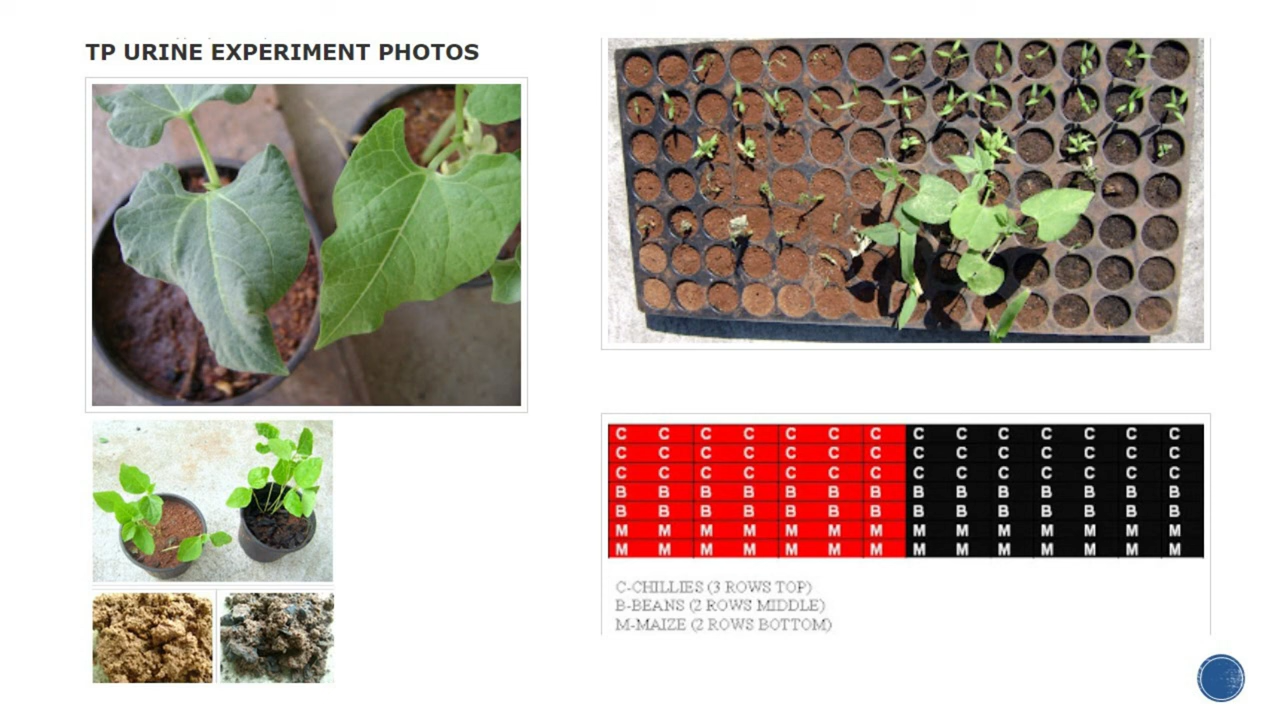 TP URINE EXPERIMENT PHOTOS
C C C C C C C C C C C C C C
C C C C C C C C C C C C C C
C C C C C C C C C C C C C C
B B B B B B B B B B B B B B
B B B B B B B B B B B B B B
M M M M M M M M M M M M M M
M M M M M M M M M M M M M M
C-CHILLIES (3 ROWS TOP)
B-BEANS (2 ROWS MIDDLE)
M-MAIZE (2 ROWS BOTTOM)